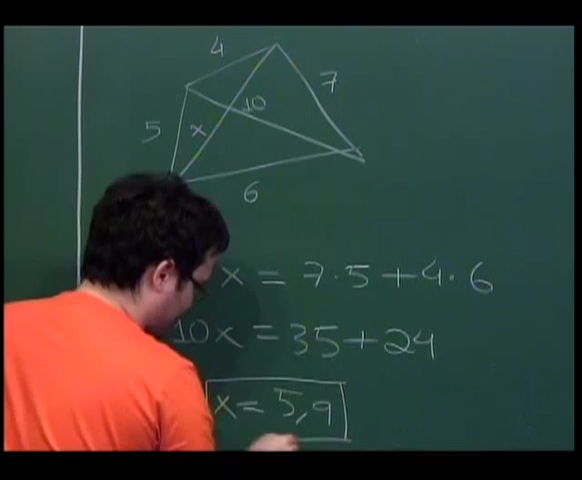 4
7
10
5 x
6
x = 7·5+4·6
10x = 35+24
x = 5,9